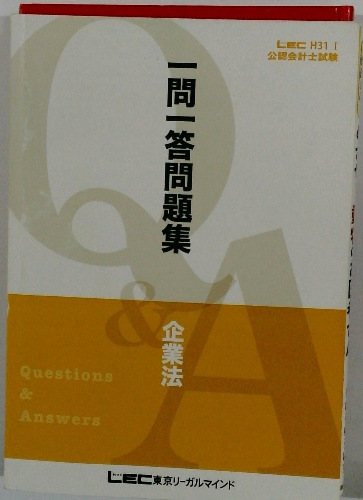 LEC H31 I
公認会計士試験
一問一答問題集
Q
&
A
企業法
Questions
&
Answers
LEC東京リーガルマインド